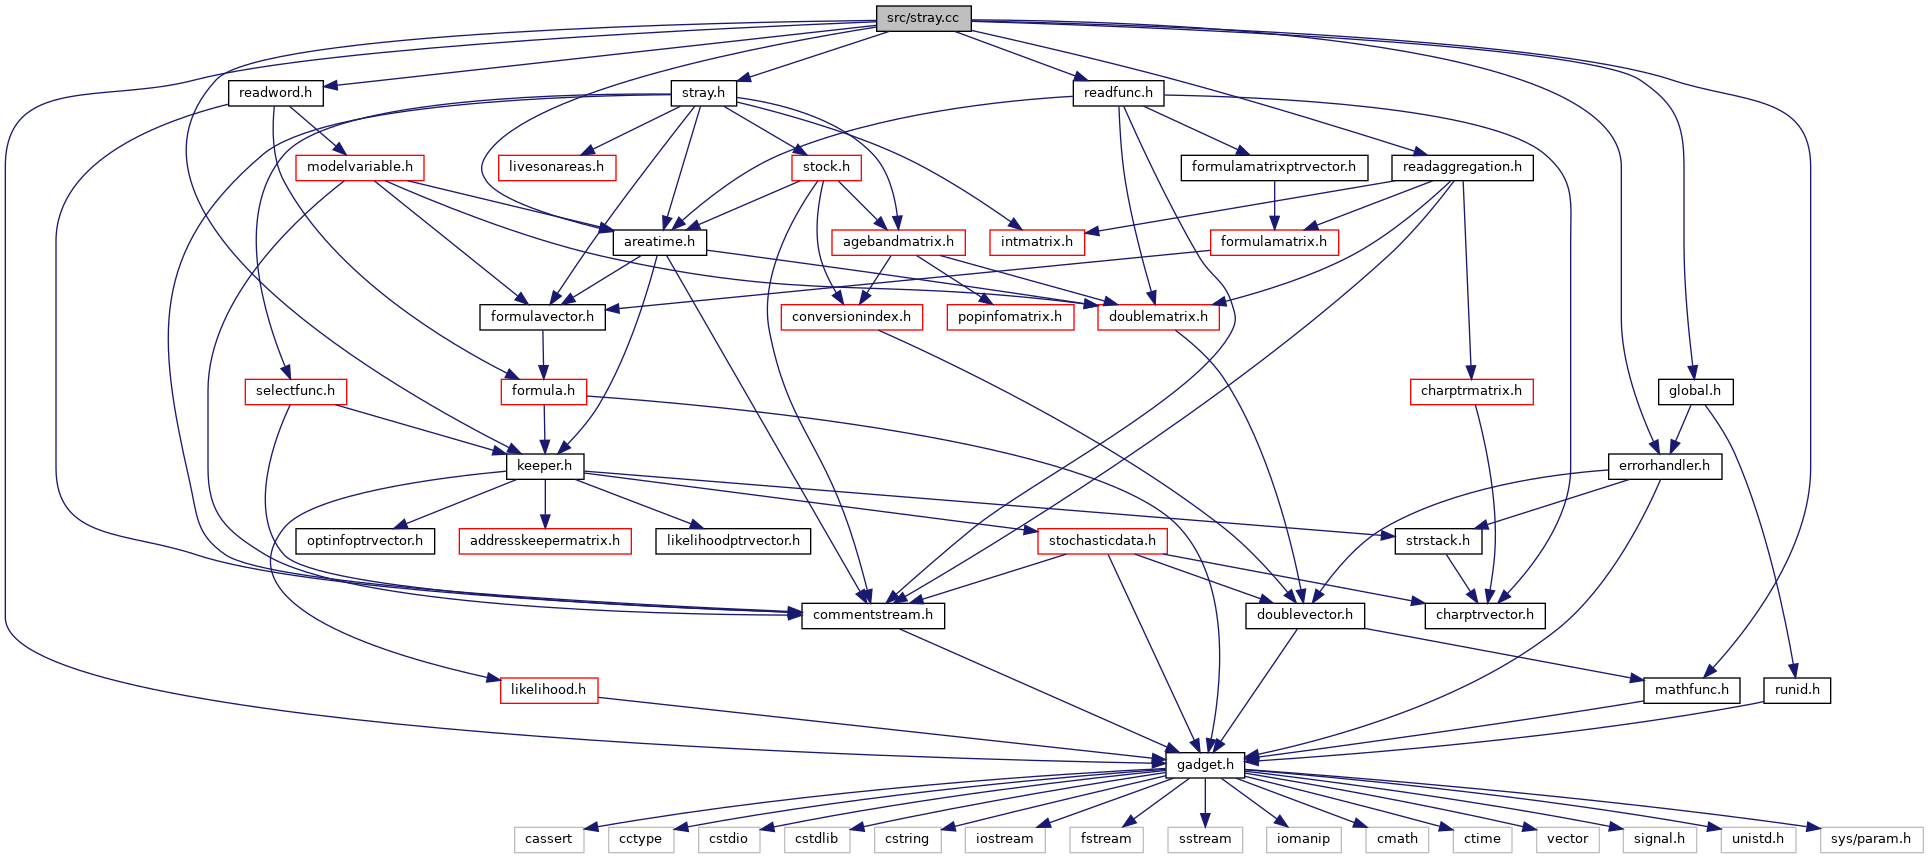 src/stray.cc
readword.h
stray.h
readfunc.h
modelvariable.h
livesonareas.h
stock.h
formulamatrixptrvector.h
readaggregation.h
areatime.h
agebandmatrix.h
intmatrix.h
formulamatrix.h
formulavector.h
conversionindex.h
popinfomatrix.h
doublematrix.h
selectfunc.h
formula.h
charptrmatrix.h
global.h
keeper.h
errorhandler.h
optinfoptrvector.h
addresskeepermatrix.h
likelihoodptrvector.h
stochasticdata.h
strstack.h
commentstream.h
doublevector.h
charptrvector.h
likelihood.h
mathfunc.h
runid.h
gadget.h
cassert
cctype
cstdio
cstdlib
cstring
iostream
fstream
sstream
iomanip
cmath
ctime
vector
signal.h
unistd.h
sys/param.h